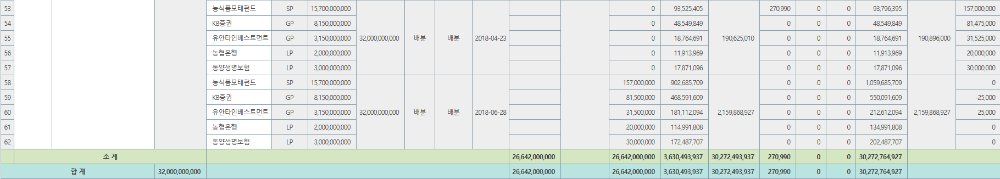 53 농식품모태펀드 SP 15,700,000,000 0 93,525,405 270,990 0 0 93,796,395 157,000,000
54 KB증권 GP 8,150,000,000 0 48,549,849 0 0 0 48,549,849 81,475,000
55 유안타인베스트먼트 GP 3,150,000,000 32,000,000,000 배분 배분 2018-04-23 0 18,764,691 190,625,010 0 0 0 18,764,691 190,896,000 31,525,000
56 농협은행 LP 2,000,000,000 0 11,913,969 0 0 0 11,913,969 20,000,000
57 동양생명보험 LP 3,000,000,000 0 17,871,096 0 0 0 17,871,096 30,000,000
58 농식품모태펀드 SP 15,700,000,000 157,000,000 902,685,709 0 0 0 1,059,685,709 0
59 KB증권 GP 8,150,000,000 81,500,000 468,591,609 0 0 0 550,091,609 -25,000
60 유안타인베스트먼트 GP 3,150,000,000 32,000,000,000 배분 배분 2018-06-28 31,500,000 181,112,094 2,159,868,927 0 0 0 212,612,094 2,159,868,927 25,000
61 농협은행 LP 2,000,000,000 20,000,000 114,991,808 0 0 0 134,991,808 0
62 동양생명보험 LP 3,000,000,000 30,000,000 172,487,707 0 0 0 202,487,707 0
소 계 26,642,000,000 26,642,000,000 3,630,493,937 30,272,493,937 270,990 0 0 30,272,764,927
합 계 32,000,000,000 26,642,000,000 26,642,000,000 3,630,493,937 30,272,493,937 270,990 0 0 30,272,764,927